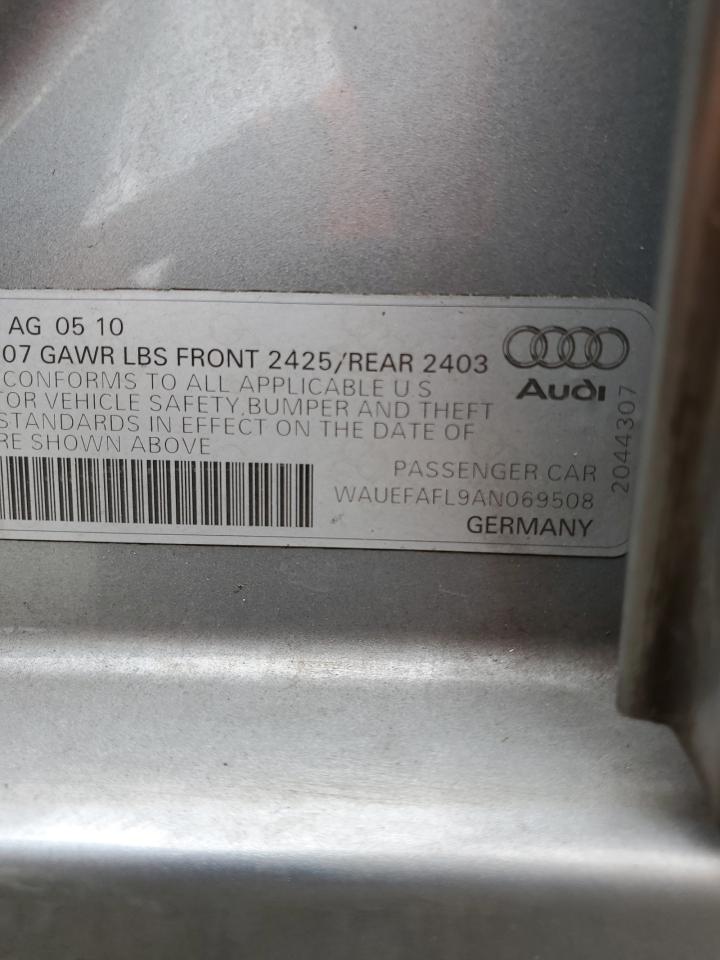 AG 05 10
07 GAWR LBS FRONT 2425/REAR 2403
CONFORMS TO ALL APPLICABLE U S
TOR VEHICLE SAFETY, BUMPER AND THEFT
STANDARDS IN EFFECT ON THE DATE OF
RE SHOWN ABOVE
Audi
PASSENGER CAR
WAUEFAFL9AN069508
GERMANY
2044307